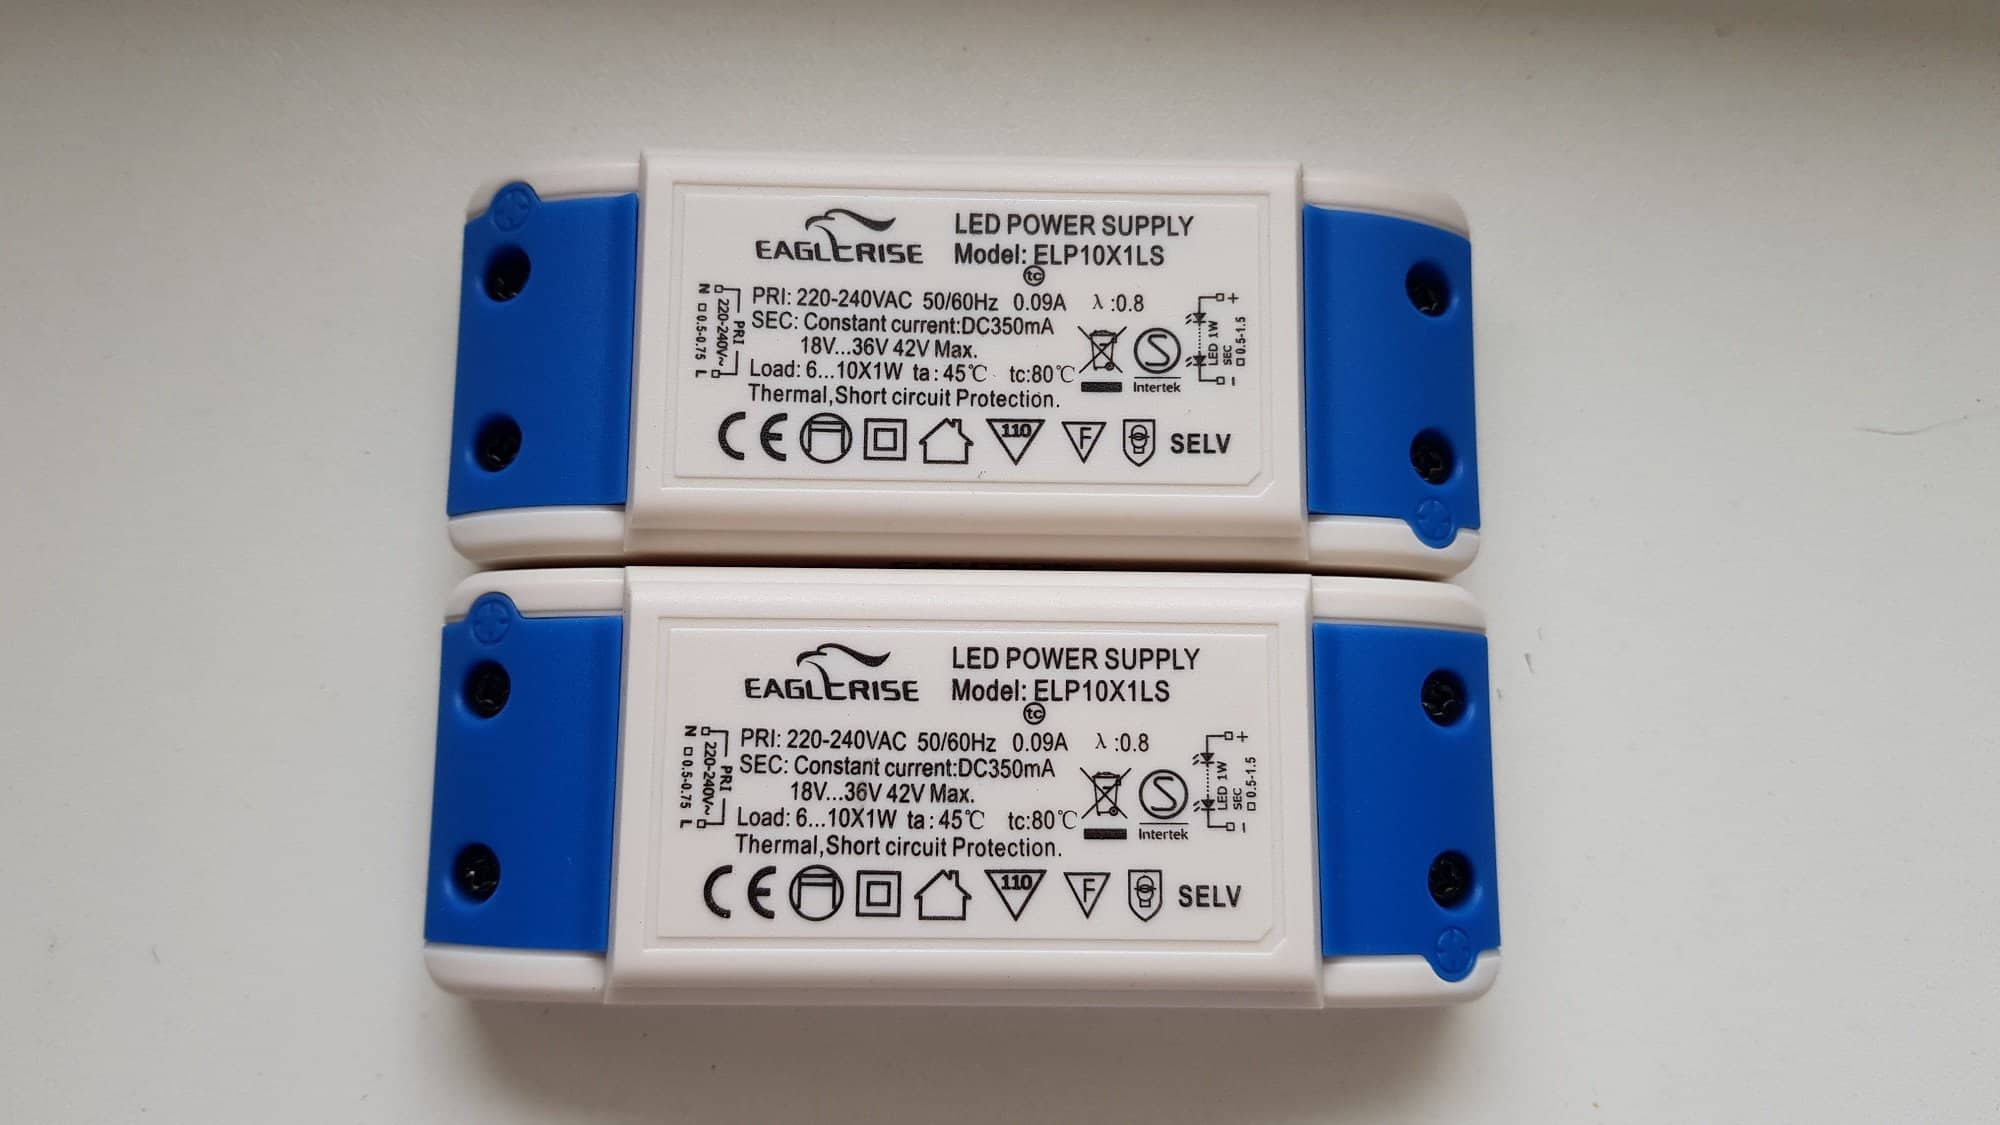 EAGLERISE
LED POWER SUPPLY
Model: ELP10X1LS
tc
PRI: 220-240VAC 50/60Hz 0.09A λ:0.8
SEC: Constant current:DC350mA
18V...36V 42V Max.
Load: 6...10X1W ta:45℃ tc:80℃
Thermal,Short circuit Protection.
N 0.5-0.75 L
220-240V~
PRI
S
Intertek
+
LED 1W
SEC
0.5-1.5
-
CE 110 F SELV
EAGLERISE
LED POWER SUPPLY
Model: ELP10X1LS
tc
PRI: 220-240VAC 50/60Hz 0.09A λ:0.8
SEC: Constant current:DC350mA
18V...36V 42V Max.
Load: 6...10X1W ta:45℃ tc:80℃
Thermal,Short circuit Protection.
N 0.5-0.75 L
220-240V~
PRI
S
Intertek
+
LED 1W
SEC
0.5-1.5
-
CE 110 F SELV